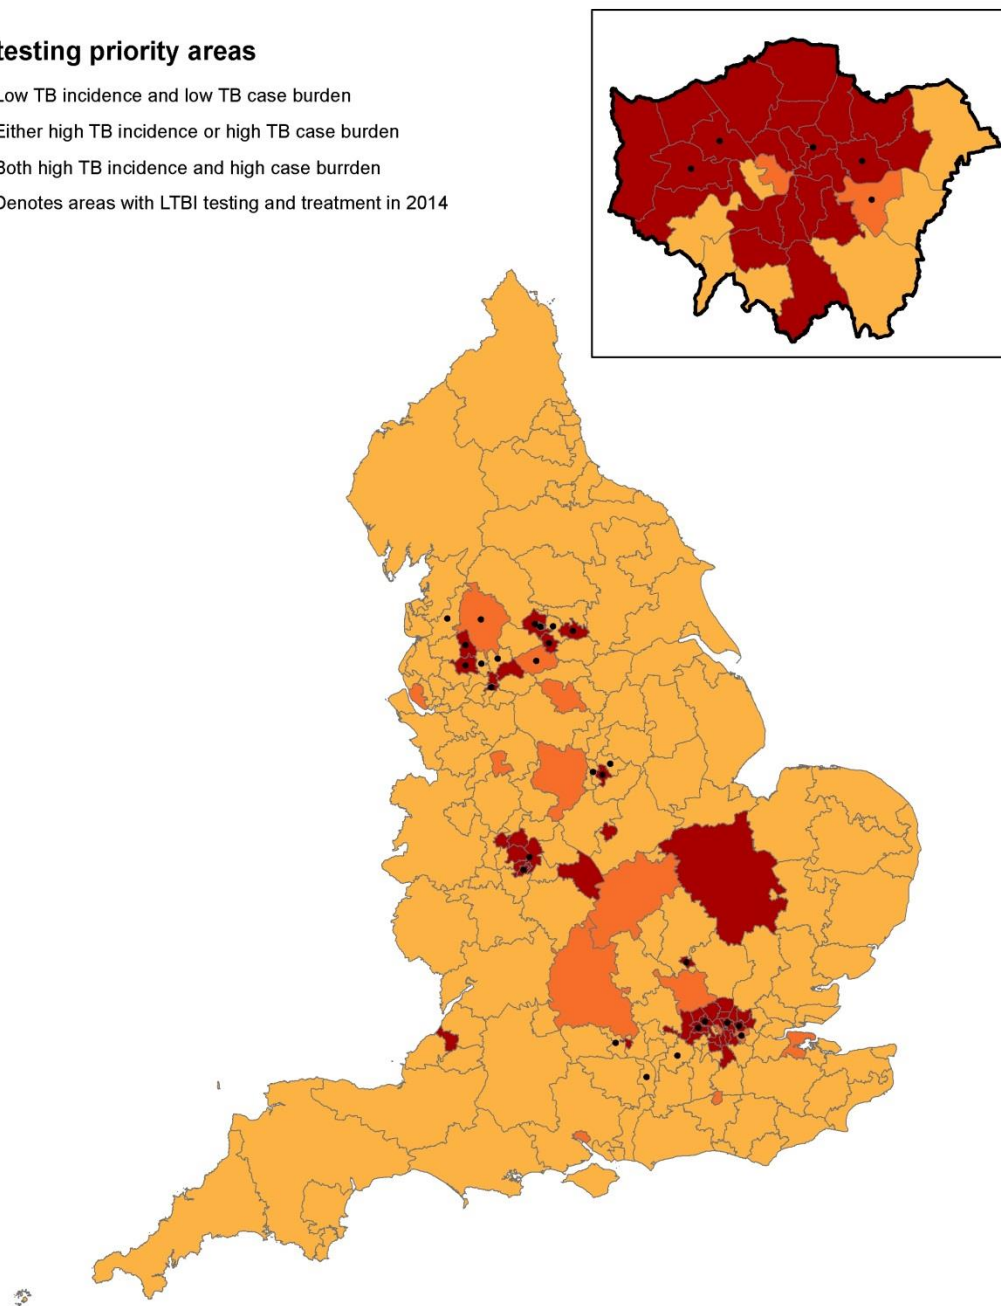 testing priority areas
Low TB incidence and low TB case burden
Either high TB incidence or high TB case burden
Both high TB incidence and high case burrden
Denotes areas with LTBI testing and treatment in 2014